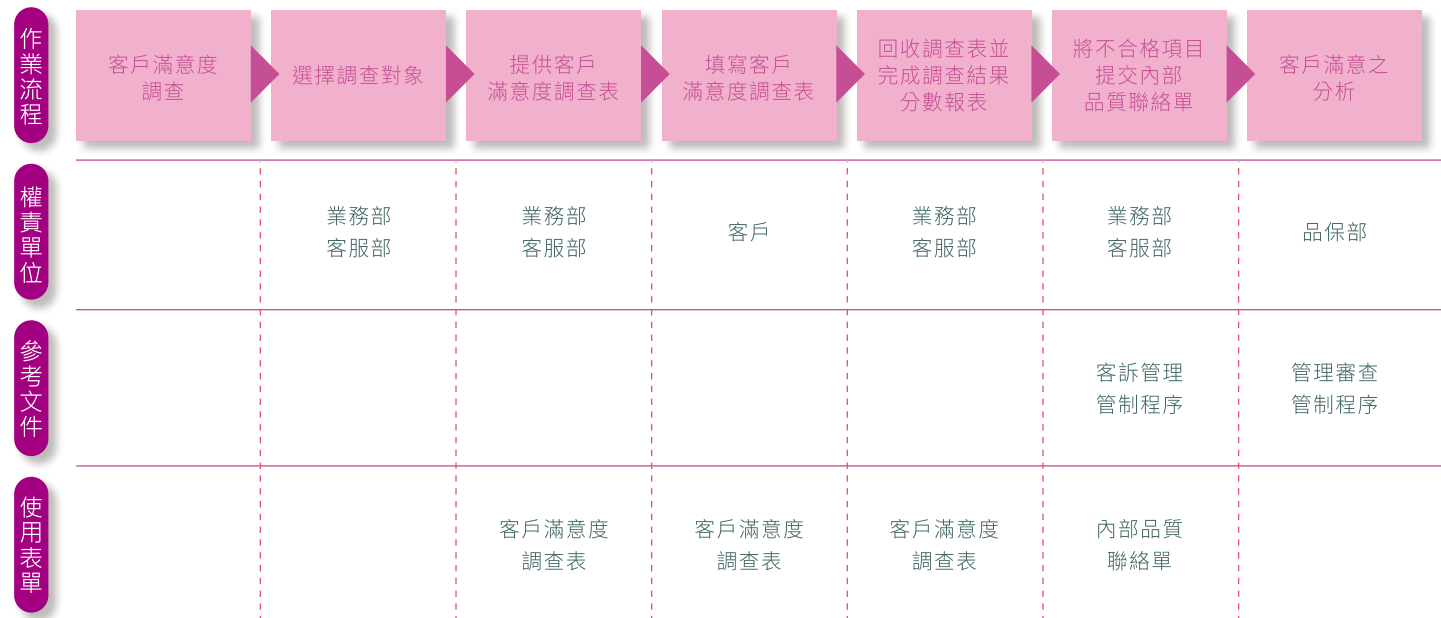 作業流程
客戶滿意度
調查
選擇調查對象
提供客戶
滿意度調查表
填寫客戶
滿意度調查表
回收調查表並
完成調查結果
分數報表
將不合格項目
提交內部
品質聯絡單
客戶滿意之
分析
權責單位
業務部
客服部
業務部
客服部
客戶
業務部
客服部
業務部
客服部
品保部
參考文件
客訴管理
管制程序
管理審查
管制程序
使用表單
客戶滿意度
調查表
客戶滿意度
調查表
客戶滿意度
調查表
內部品質
聯絡單